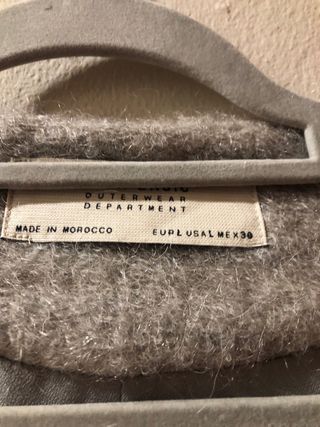 OUTERWEAR
DEPARTMENT
MADE IN MOROCCO EUR L USA L MEX 30